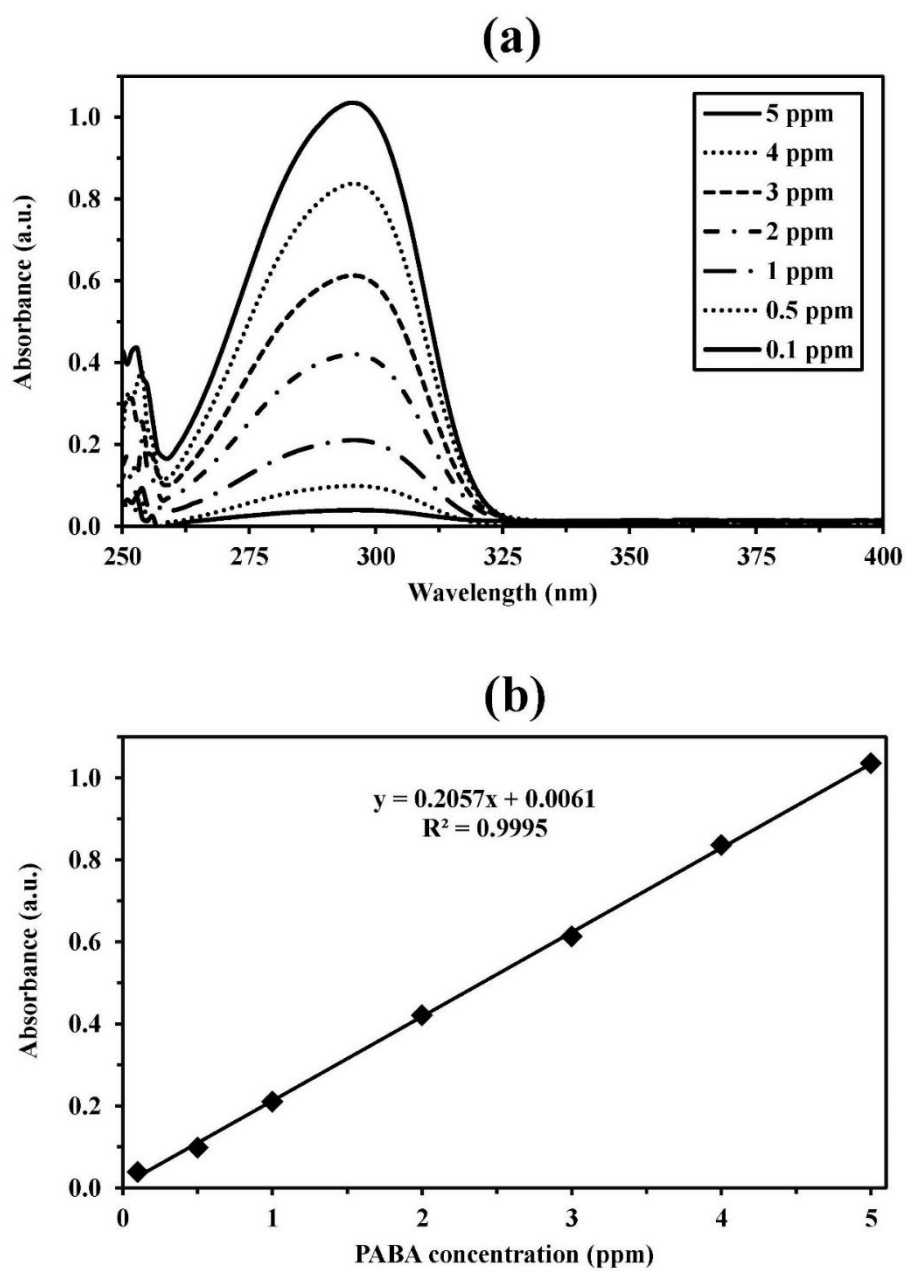 (a)
1.0
0.8
0.6
0.4
0.2
0.0
Absorbance (a.u.)
5 ppm
4 ppm
3 ppm
2 ppm
1 ppm
0.5 ppm
0.1 ppm
250 275 300 325 350 375 400
Wavelength (nm)
(b)
1.0
0.8
0.6
0.4
0.2
0.0
Absorbance (a.u.)
y = 0.2057x + 0.0061
R² = 0.9995
0 1 2 3 4 5
PABA concentration (ppm)